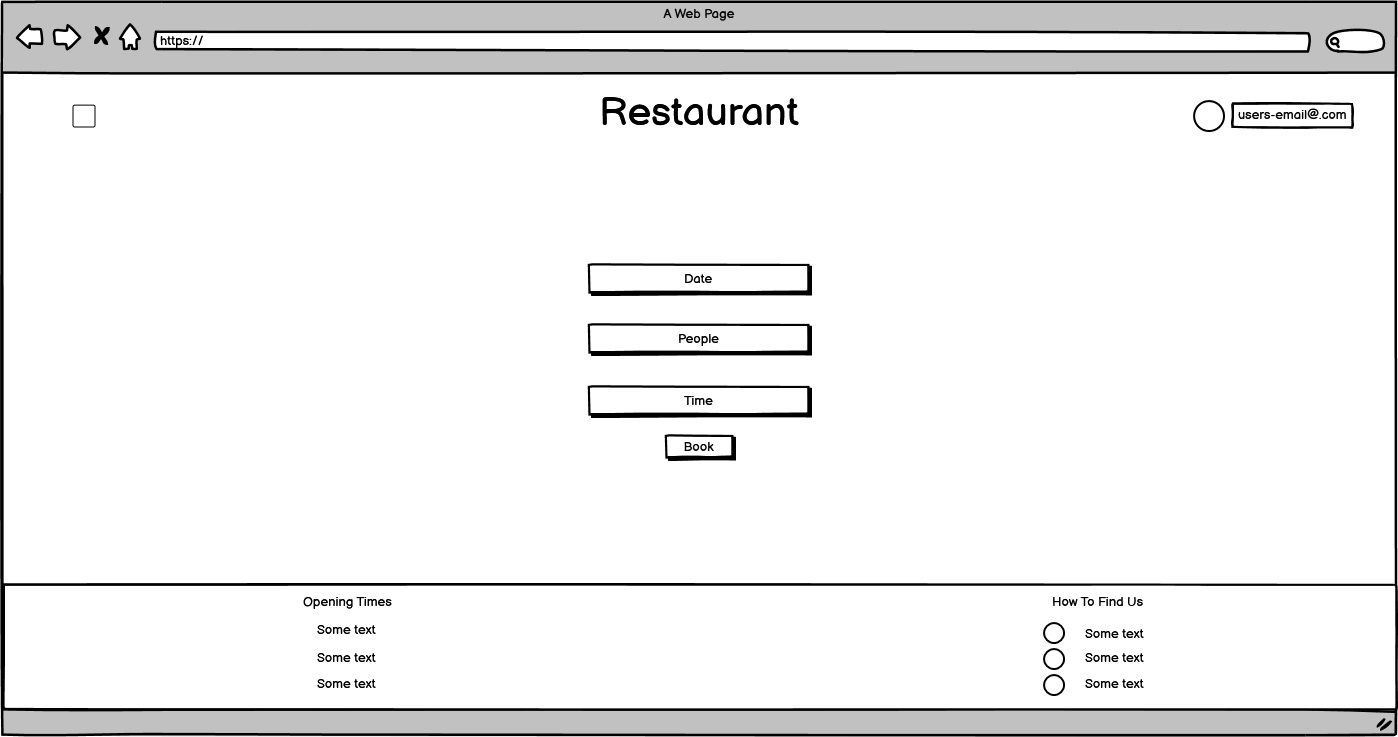 A Web Page
https://
Restaurant
users-email@.com
Date
People
Time
Book
Opening Times
Some text
Some text
Some text
How To Find Us
Some text
Some text
Some text